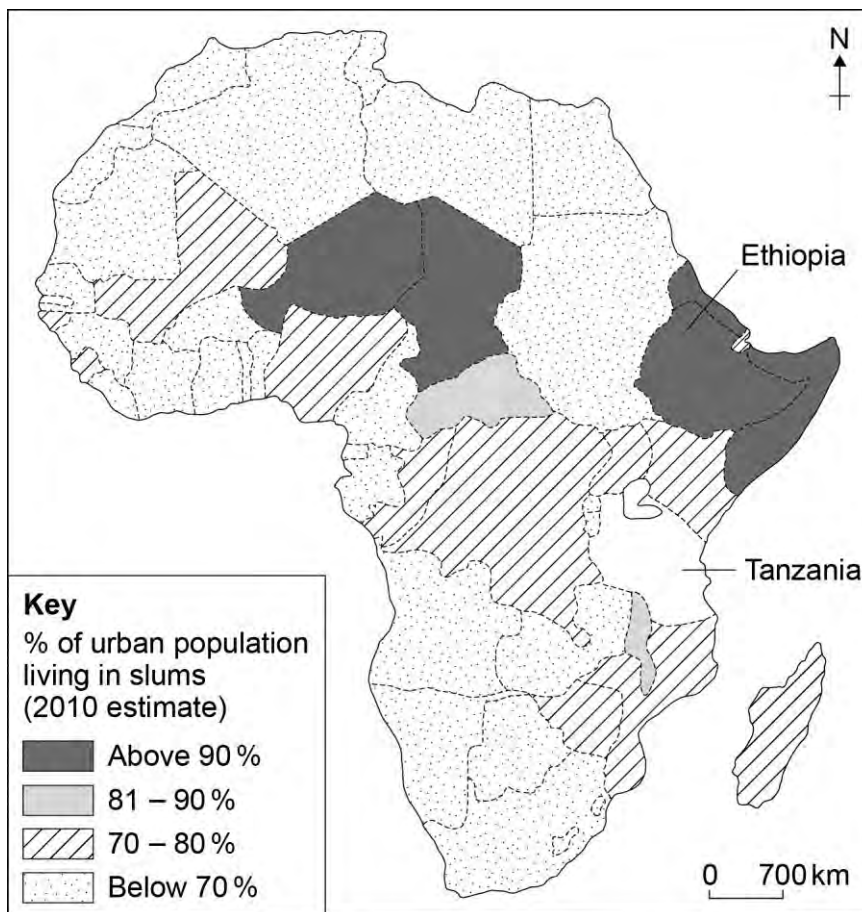 N
Ethiopia
Tanzania
Key
% of urban population
living in slums
(2010 estimate)
Above 90 %
81 – 90 %
70 – 80 %
Below 70 %
0 700 km